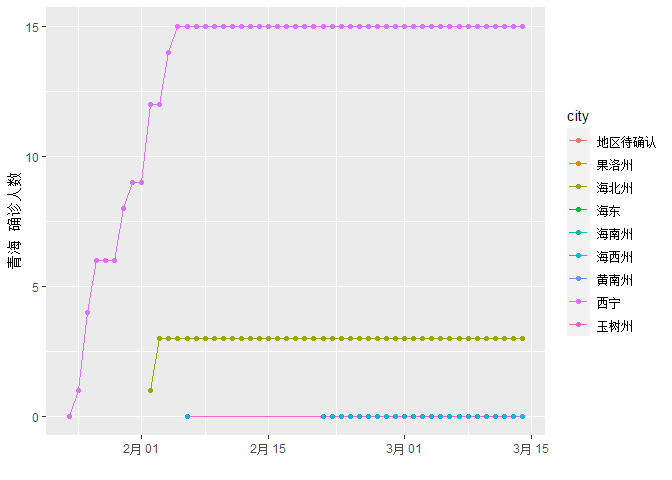 青海 确诊人数
15
10
5
0
2月 01
2月 15
3月 01
3月 15
city
地区待确认
果洛州
海北州
海东
海南州
海西州
黄南州
西宁
玉树州